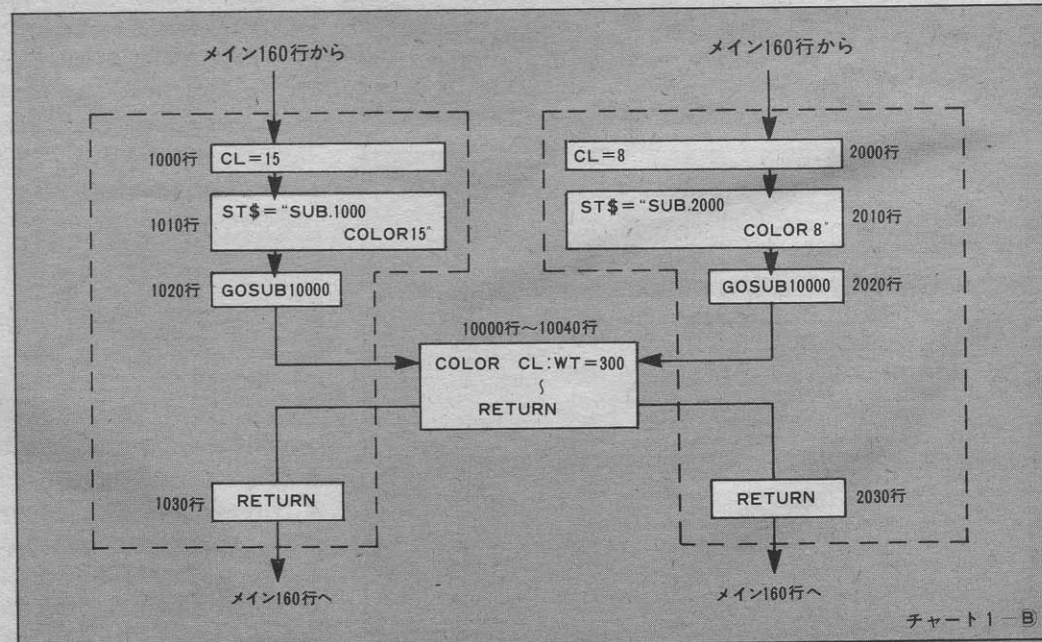 メイン160行から
1000行
CL=15
1010行
ST$="SUB.1000
COLOR15"
1020行
GOSUB10000
メイン160行から
CL=8
2000行
ST$="SUB.2000
COLOR 8"
2010行
GOSUB10000
2020行
10000行〜10040行
COLOR CL:WT=300
〜
RETURN
1030行
RETURN
メイン160行へ
RETURN
2030行
メイン160行へ
チャート1-B